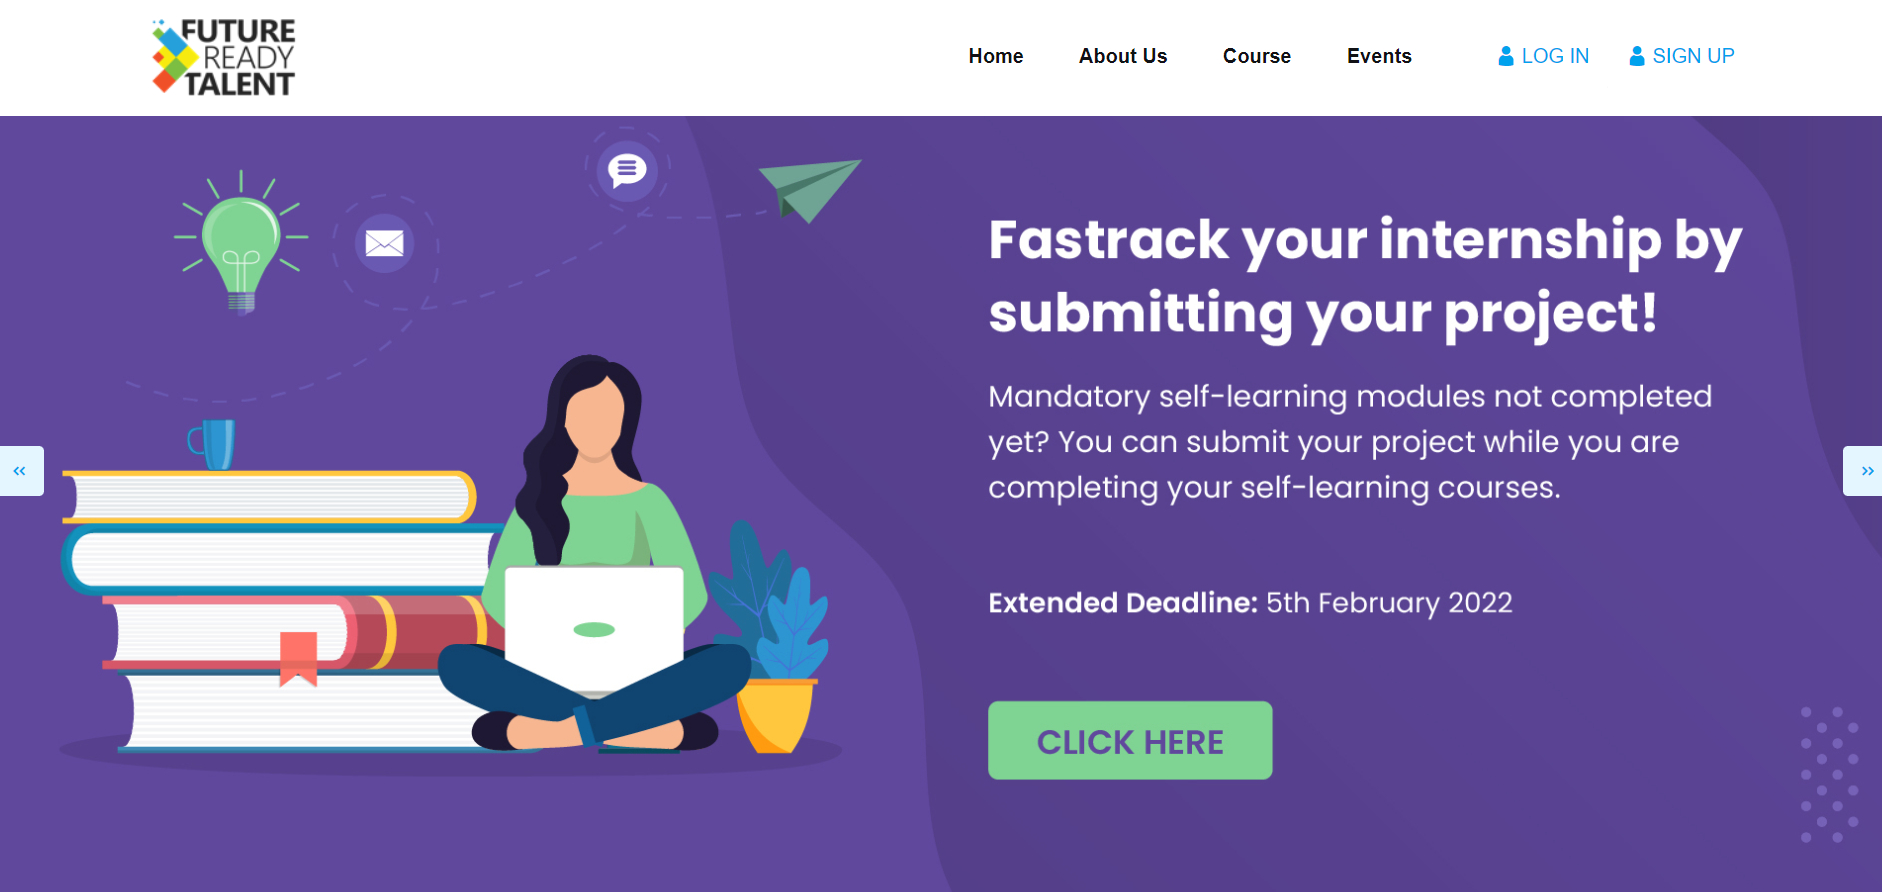 FUTURE
READY
TALENT
Home About Us Course Events LOG IN SIGN UP
Fastrack your internship by
submitting your project!
Mandatory self-learning modules not completed
yet? You can submit your project while you are
completing your self-learning courses.
Extended Deadline: 5th February 2022
CLICK HERE